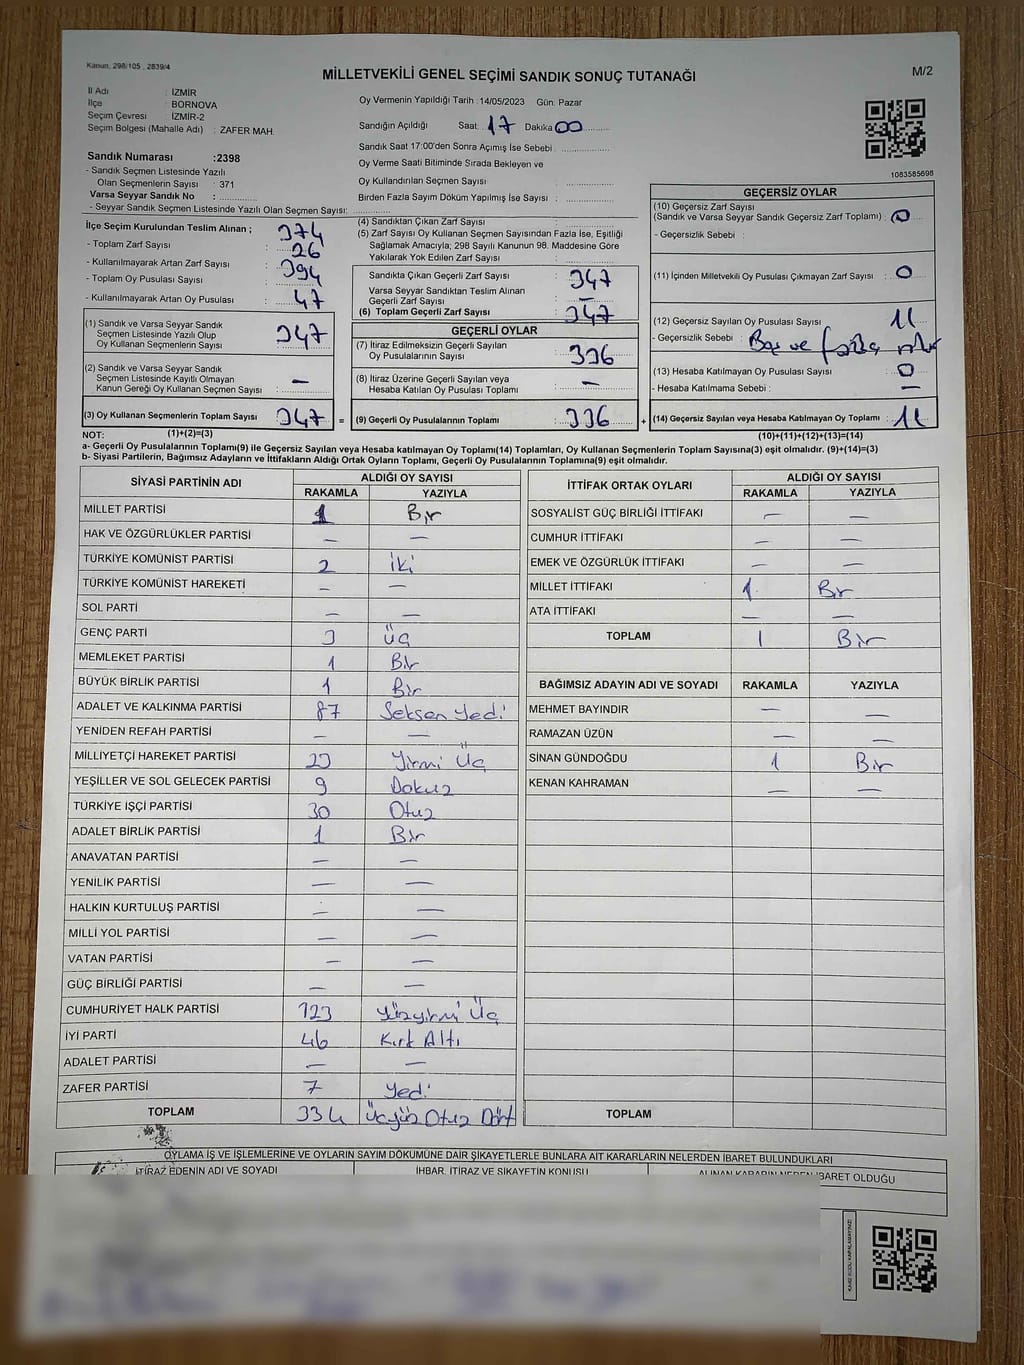 Kanun. 298/105 , 2839/4
MİLLETVEKİLİ GENEL SEÇİMİ SANDIK SONUÇ TUTANAĞI
M/2
İl Adı : İZMİR
İlçe : BORNOVA
Seçim Çevresi : İZMİR-2
Seçim Bölgesi (Mahalle Adı) : ZAFER MAH.
Sandık Numarası :2398
- Sandık Seçmen Listesinde Yazılı
Olan Seçmenlerin Sayısı : 371
Varsa Seyyar Sandık No :
- Seyyar Sandık Seçmen Listesinde Yazılı Olan Seçmen Sayısı:
Oy Vermenin Yapıldığı Tarih :14/05/2023 Gün. Pazar
Sandığın Açıldığı Saat: 17 Dakika 00
Sandık Saat 17:00'den Sonra Açımış İse Sebebi :
Oy Verme Saati Bitiminde Sırada Bekleyen ve
Oy Kullandırılan Seçmen Sayısı :
Birden Fazla Sayım Döküm Yapılmış İse Sayısı :
1083585698
İlçe Seçim Kurulundan Teslim Alınan ;
- Toplam Zarf Sayısı : 374
- Kullanılmayarak Artan Zarf Sayısı : 26
- Toplam Oy Pusulası Sayısı : 394
- Kullanılmayarak Artan Oy Pusulası : 47
(1) Sandık ve Varsa Seyyar Sandık
Seçmen Listesinde Yazılı Olup
Oy Kullanan Seçmenlerin Sayısı : 347
(2) Sandık ve Varsa Seyyar Sandık
Seçmen Listesinde Kayıtlı Olmayan
Kanun Gereği Oy Kullanan Seçmen Sayısı : —
(3) Oy Kullanan Seçmenlerin Toplam Sayısı : 347 =
(1)+(2)=(3)
(4) Sandıktan Çıkan Zarf Sayısı :
(5) Zarf Sayısı Oy Kullanan Seçmen Sayısından Fazla İse, Eşitliği
Sağlamak Amacıyla; 298 Sayılı Kanunun 98. Maddesine Göre
Yakılarak Yok Edilen Zarf Sayısı :
Sandıkta Çıkan Geçerli Zarf Sayısı : 347
Varsa Seyyar Sandıktan Teslim Alınan
Geçerli Zarf Sayısı : —
(6) Toplam Geçerli Zarf Sayısı : 347
GEÇERLİ OYLAR
(7) İtiraz Edilmeksizin Geçerli Sayılan
Oy Pusulalarının Sayısı : 336
(8) İtiraz Üzerine Geçerli Sayılan veya
Hesaba Katılan Oy Pusulası Sayısı : —
(9) Geçerli Oy Pusulalarının Toplamı : 336 +
GEÇERSİZ OYLAR
(10) Geçersiz Zarf Sayısı
(Sandık ve Varsa Seyyar Sandık Geçersiz Zarf Toplamı) : 0
- Geçersizlik Sebebi :
(11) İçinden Milletvekili Oy Pusulası Çıkmayan Zarf Sayısı : 0
(12) Geçersiz Sayılan Oy Pusulası Sayısı : 11
- Geçersizlik Sebebi : Boş ve fazla
(13) Hesaba Katılmayan Oy Pusulası Sayısı : 0
- Hesaba Katılmama Sebebi : —
(14) Geçersiz Sayılan veya Hesaba Katılmayan Oy Toplamı : 11
(10)+(11)+(12)+(13)=(14)
NOT:
a- Geçerli Oy Pusulalarının Toplamı(9) ile Geçersiz Sayılan veya Hesaba katılmayan Oy Toplamı(14) Toplamları, Oy Kullanan Seçmenlerin Toplam Sayısına(3) eşit olmalıdır. (9)+(14)=(3)
b- Siyasi Partilerin, Bağımsız Adayların ve İttifakların Aldığı Ortak Oyların Toplamı, Geçerli Oy Pusulalarının Toplamına(9) eşit olmalıdır.
SİYASİ PARTİNİN ADI ALDIĞI OY SAYISI
RAKAMLA YAZIYLA
MİLLET PARTİSİ 1 Bir
HAK VE ÖZGÜRLÜKLER PARTİSİ — —
TÜRKİYE KOMÜNİST PARTİSİ 2 İki
TÜRKİYE KOMÜNİST HAREKETİ — —
SOL PARTİ — —
GENÇ PARTİ 3 Üç
MEMLEKET PARTİSİ 1 Bir
BÜYÜK BİRLİK PARTİSİ 1 Bir
ADALET VE KALKINMA PARTİSİ 87 Seksen Yedi
YENİDEN REFAH PARTİSİ — —
MİLLİYETÇİ HAREKET PARTİSİ 23 Yirmi Üç
YEŞİLLER VE SOL GELECEK PARTİSİ 9 Dokuz
TÜRKİYE İŞÇİ PARTİSİ 30 Otuz
ADALET BİRLİK PARTİSİ 1 Bir
ANAVATAN PARTİSİ — —
YENİLİK PARTİSİ — —
HALKIN KURTULUŞ PARTİSİ — —
MİLLİ YOL PARTİSİ — —
VATAN PARTİSİ — —
GÜÇ BİRLİĞİ PARTİSİ — —
CUMHURİYET HALK PARTİSİ 123 Yüzyirmi Üç
İYİ PARTİ 46 Kırk Altı
ADALET PARTİSİ — —
ZAFER PARTİSİ 7 Yedi
TOPLAM 334 Üçyüz Otuz Dört
İTTİFAK ORTAK OYLARI ALDIĞI OY SAYISI
RAKAMLA YAZIYLA
SOSYALİST GÜÇ BİRLİĞİ İTTİFAKI — —
CUMHUR İTTİFAKI — —
EMEK VE ÖZGÜRLÜK İTTİFAKI — —
MİLLET İTTİFAKI 1 Bir
ATA İTTİFAKI — —
TOPLAM 1 Bir
BAĞIMSIZ ADAYIN ADI VE SOYADI RAKAMLA YAZIYLA
MEHMET BAYINDIR — —
RAMAZAN ÜZÜN — —
SİNAN GÜNDOĞDU 1 Bir
KENAN KAHRAMAN — —
TOPLAM
OYLAMA İŞ VE İŞLEMLERİNE VE OYLARIN SAYIM DÖKÜMÜNE DAİR ŞİKAYETLERLE BUNLARA AİT KARARLARIN NELERDEN İBARET BULUNDUKLARI
İTİRAZ EDENİN ADI VE SOYADI İHBAR, İTİRAZ VE ŞİKAYETİN KONUSU ALINAN KARARIN NEDEN İBARET OLDUĞU